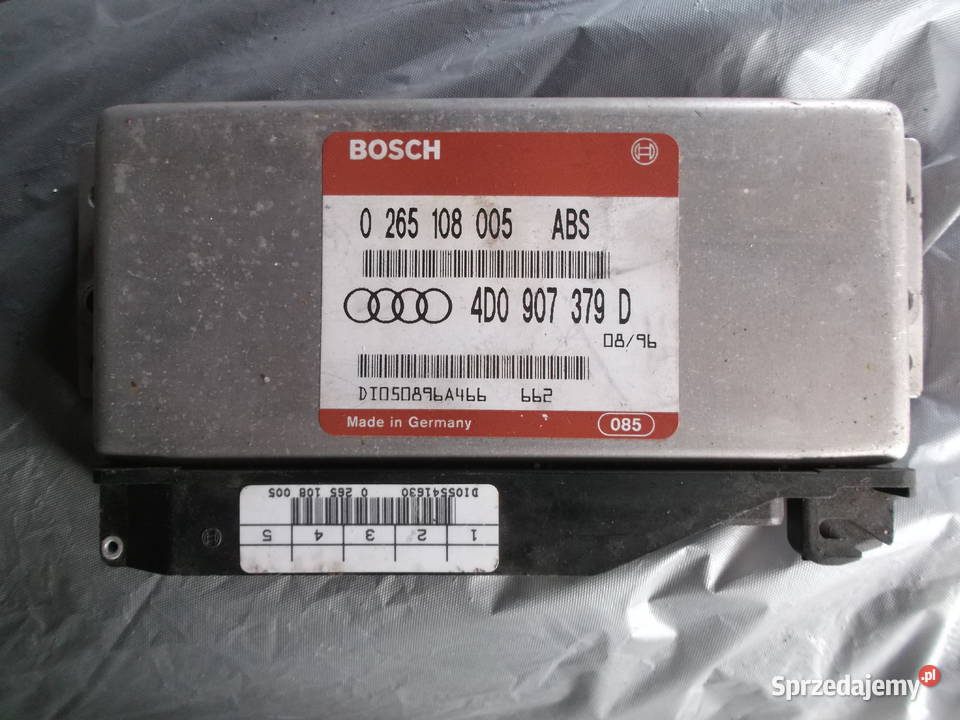 BOSCH
0 265 108 005 ABS
4D0 907 379 D
08/96
DI050896A466 662
Made in Germany 085
1 2 3 4 5
DI05541630 0 265 108 005
Sprzedajemy.pl